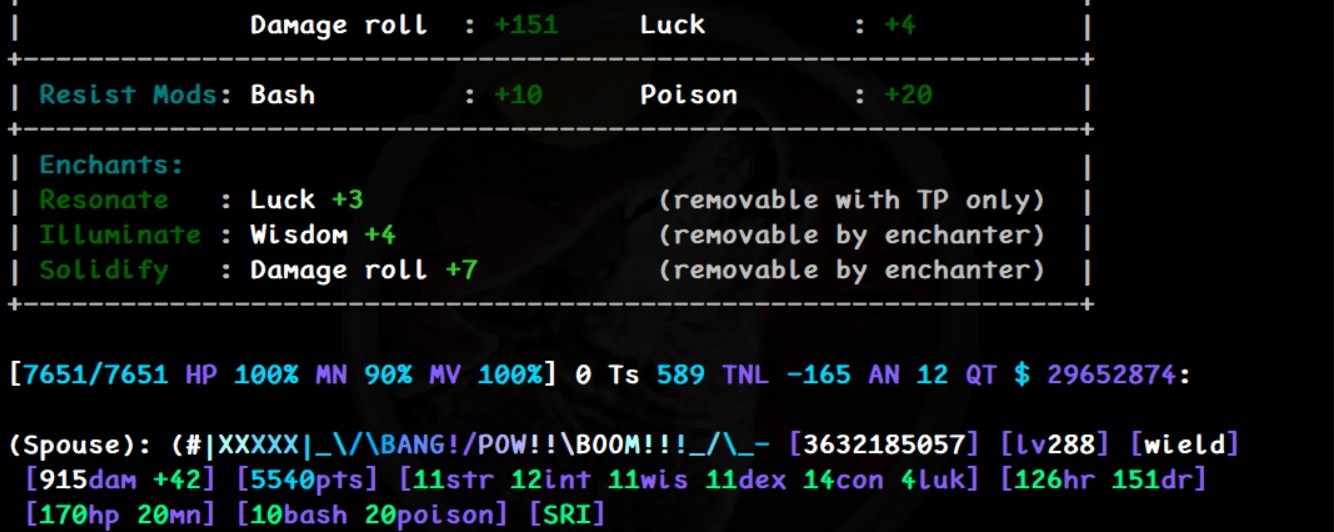 |              Damage roll  : +151     Luck           : +4          |
+------------------------------------------------------------------+
| Resist Mods: Bash         : +10      Poison         : +20         |
+------------------------------------------------------------------+
| Enchants:                                                        |
| Resonate   : Luck +3                  (removable with TP only)  |
| Illuminate : Wisdom +4                (removable by enchanter)  |
| Solidify   : Damage roll +7           (removable by enchanter)  |
+------------------------------------------------------------------+
[7651/7651 HP 100% MN 90% MV 100%] 0 Ts 589 TNL -165 AN 12 QT $ 29652874:
(Spouse): (#|XXXXX|_\/\BANG!/POW!!\BOOM!!!_/\_- [3632185057] [lv288] [wield]
[915dam +42] [5540pts] [11str 12int 11wis 11dex 14con 4luk] [126hr 151dr]
[170hp 20mn] [10bash 20poison] [SRI]